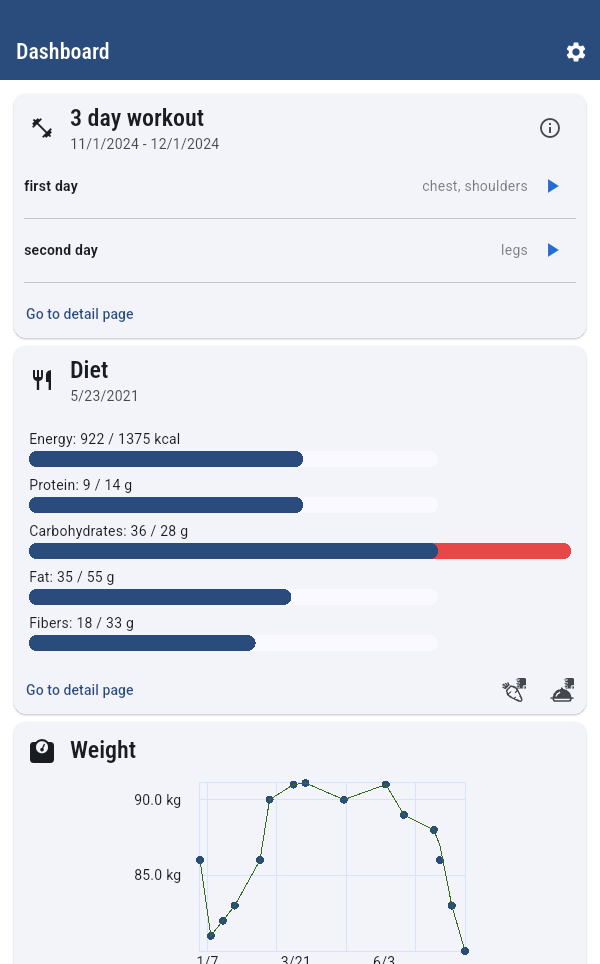 Dashboard
3 day workout
11/1/2024 - 12/1/2024
first day chest, shoulders
second day legs
Go to detail page
Diet
5/23/2021
Energy: 922 / 1375 kcal
Protein: 9 / 14 g
Carbohydrates: 36 / 28 g
Fat: 35 / 55 g
Fibers: 18 / 33 g
Go to detail page
Weight
90.0 kg
85.0 kg
1/7 3/21 6/3